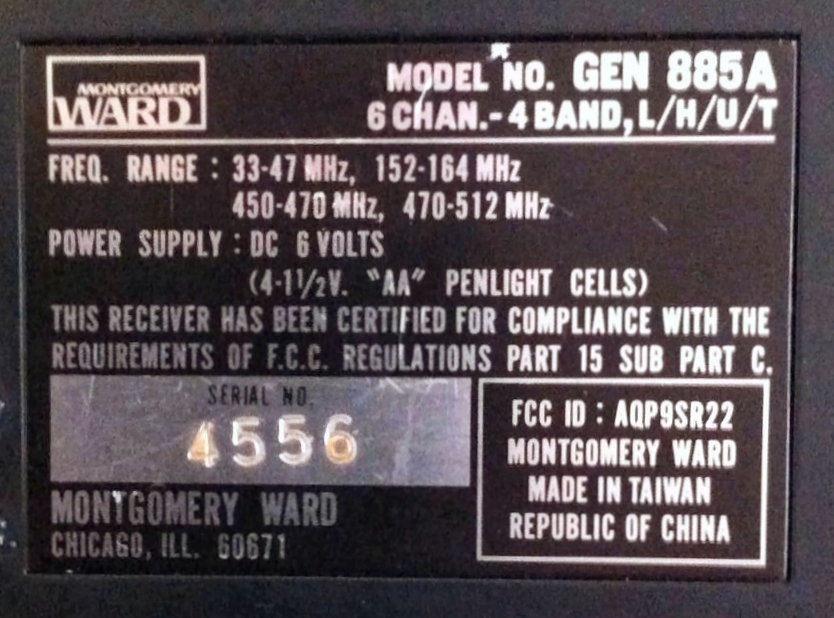 MONTGOMERY
WARD
MODEL NO. GEN 885A
6 CHAN.-4 BAND, L/H/U/T
FREQ. RANGE : 33-47 MHz, 152-164 MHz
450-470 MHz, 470-512 MHz
POWER SUPPLY : DC 6 VOLTS
(4-1 1/2 V. "AA" PENLIGHT CELLS)
THIS RECEIVER HAS BEEN CERTIFIED FOR COMPLIANCE WITH THE
REQUIREMENTS OF F.C.C. REGULATIONS PART 15 SUB PART C.
SERIAL NO.
4556
MONTGOMERY WARD
CHICAGO, ILL. 60671
FCC ID : AQP9SR22
MONTGOMERY WARD
MADE IN TAIWAN
REPUBLIC OF CHINA